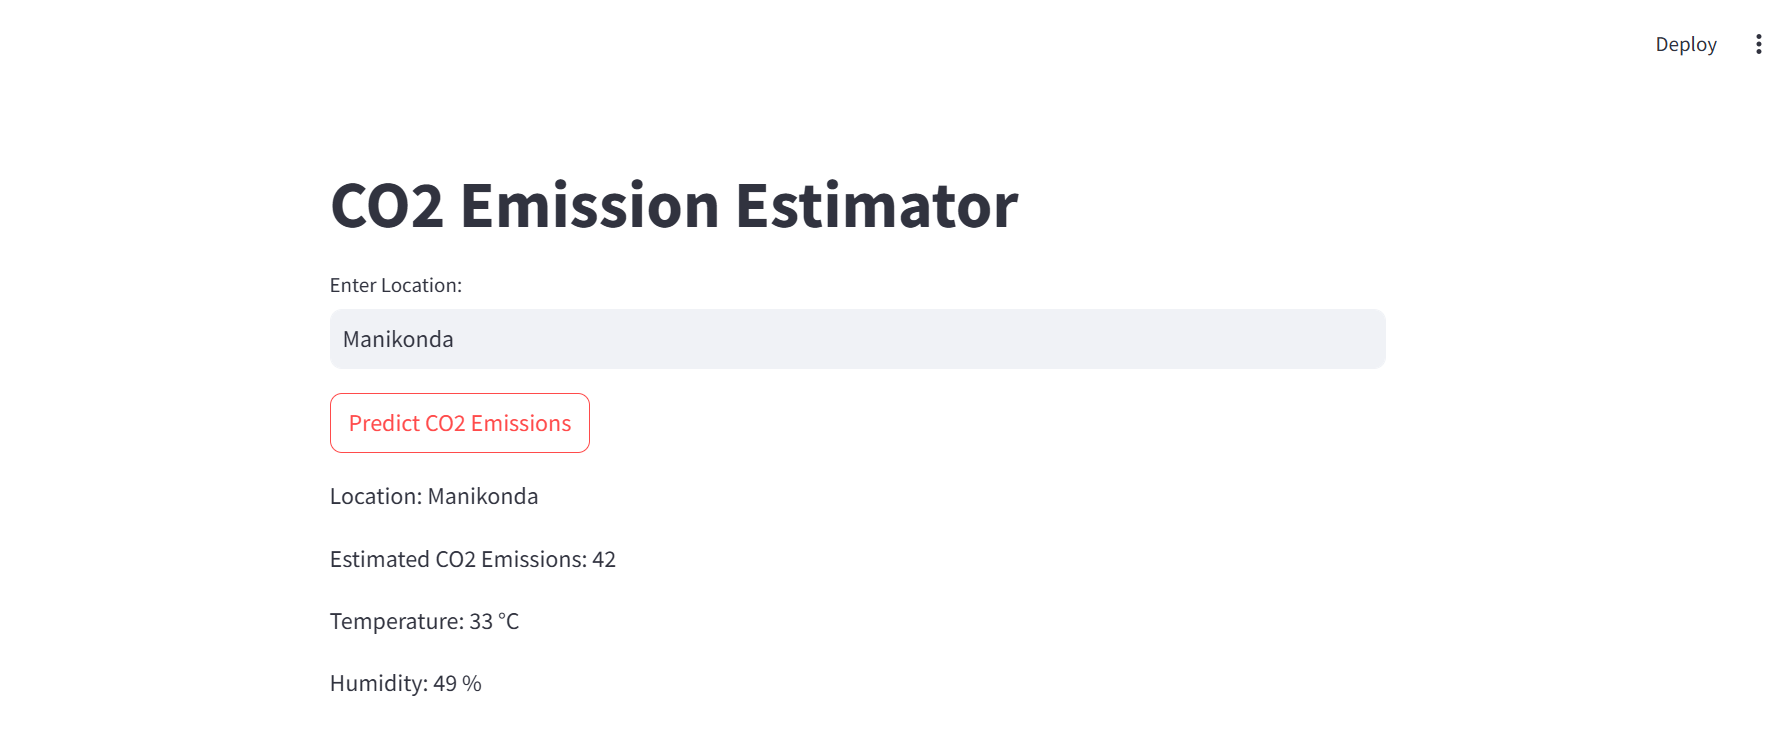 Deploy
CO2 Emission Estimator
Enter Location:
Manikonda
Predict CO2 Emissions
Location: Manikonda
Estimated CO2 Emissions: 42
Temperature: 33 °C
Humidity: 49 %